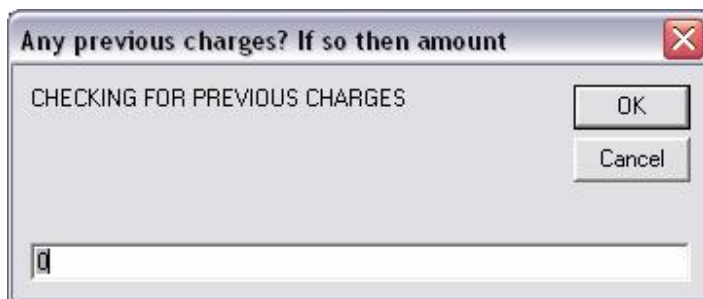 Any previous charges? If so then amount
CHECKING FOR PREVIOUS CHARGES
OK
Cancel
0